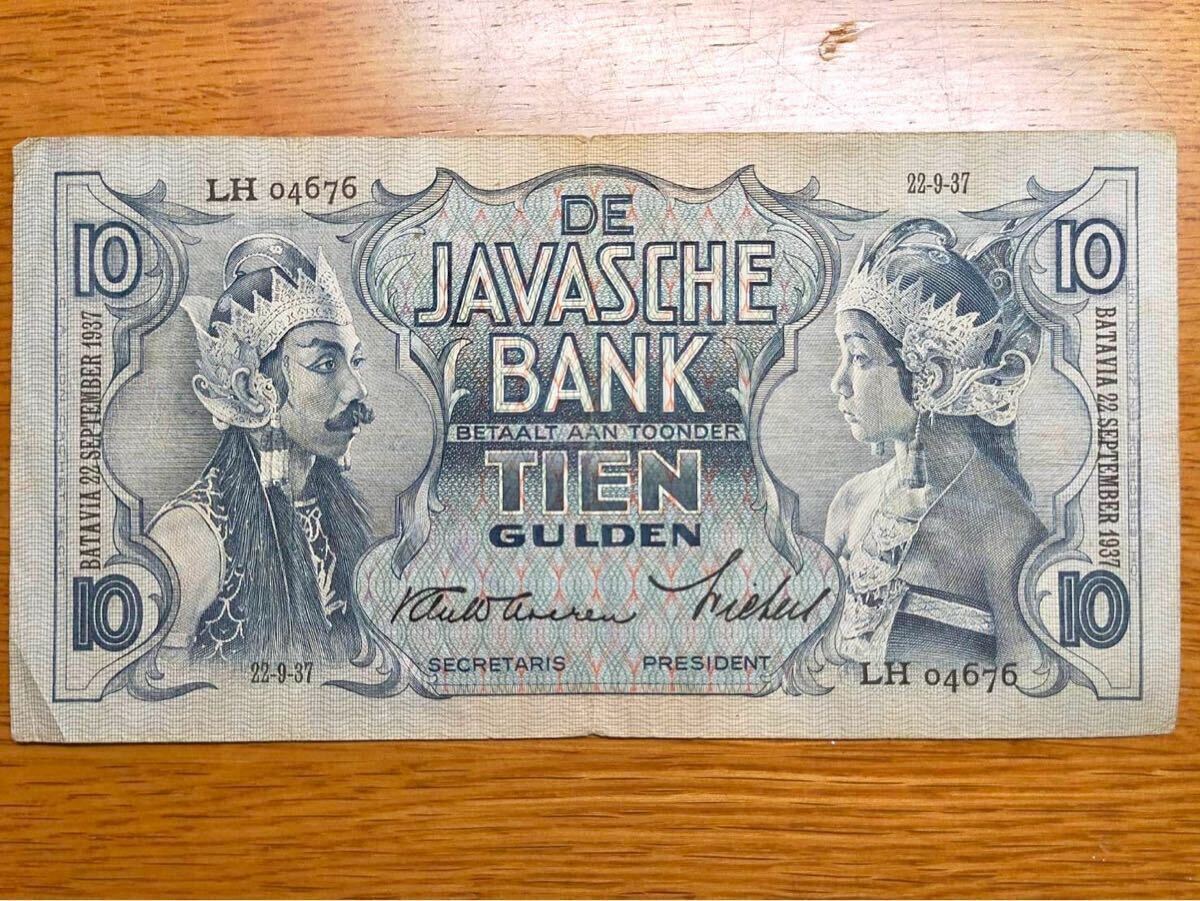 LH 04676
22-9-37
10
10
DE
JAVASCHE
BANK
BETAALT AAN TOONDER
TIEN
GULDEN
BATAVIA 22 SEPTEMBER 1937
BATAVIA 22 SEPTEMBER 1937
10
10
SECRETARIS
PRESIDENT
22-9-37
LH 04676